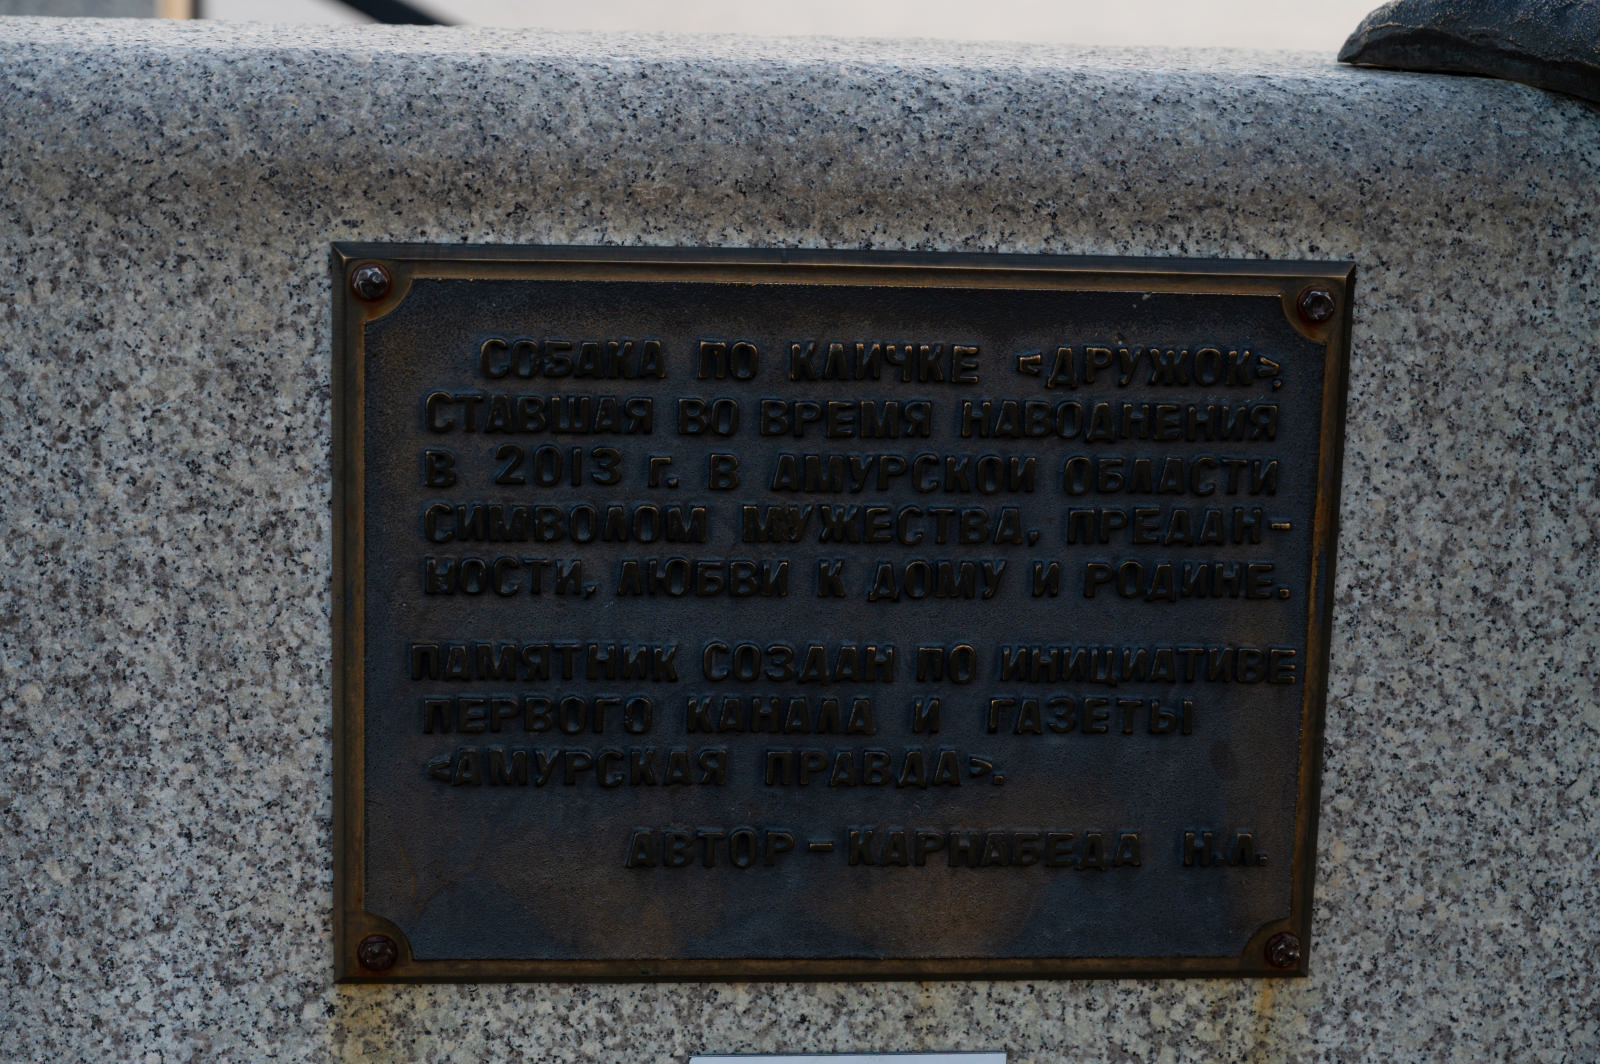 СОБАКА ПО КЛИЧКЕ «ДРУЖОК»,
СТАВШАЯ ВО ВРЕМЯ НАВОДНЕНИЯ
В 2013 г. В АМУРСКОЙ ОБЛАСТИ
СИМВОЛОМ МУЖЕСТВА, ПРЕДАН-
НОСТИ, ЛЮБВИ К ДОМУ И РОДИНЕ.
ПАМЯТНИК СОЗДАН ПО ИНИЦИАТИВЕ
ПЕРВОГО КАНАЛА И ГАЗЕТЫ
«АМУРСКАЯ ПРАВДА».
АВТОР – КАРНАБЕДА Н.Л.